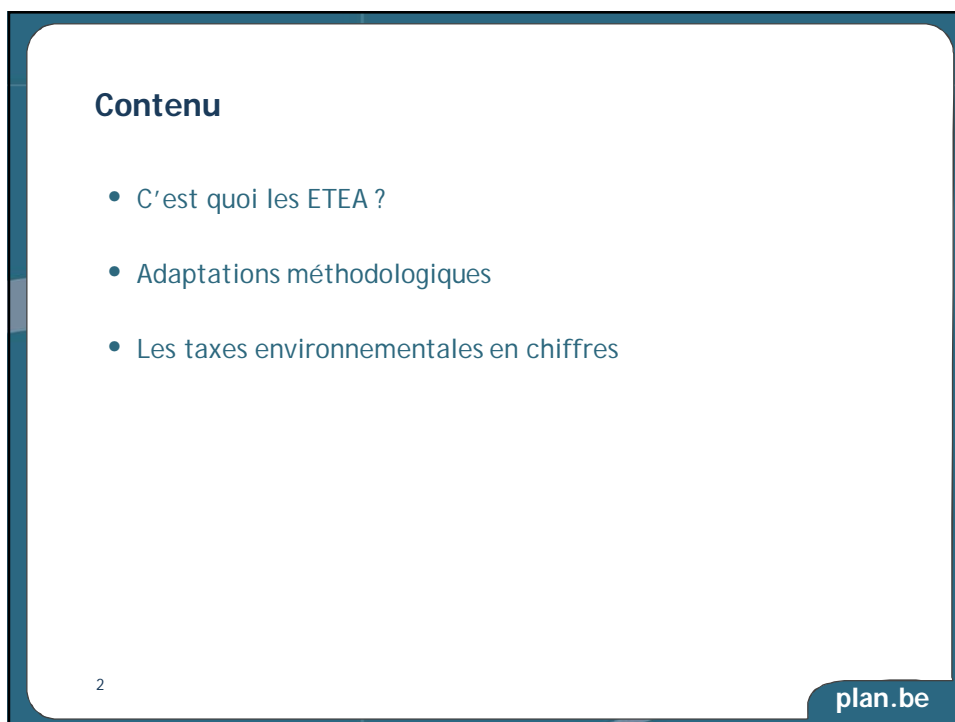 Contenu
• C'est quoi les ETEA ?
• Adaptations méthodologiques
• Les taxes environnementales en chiffres
2
plan.be